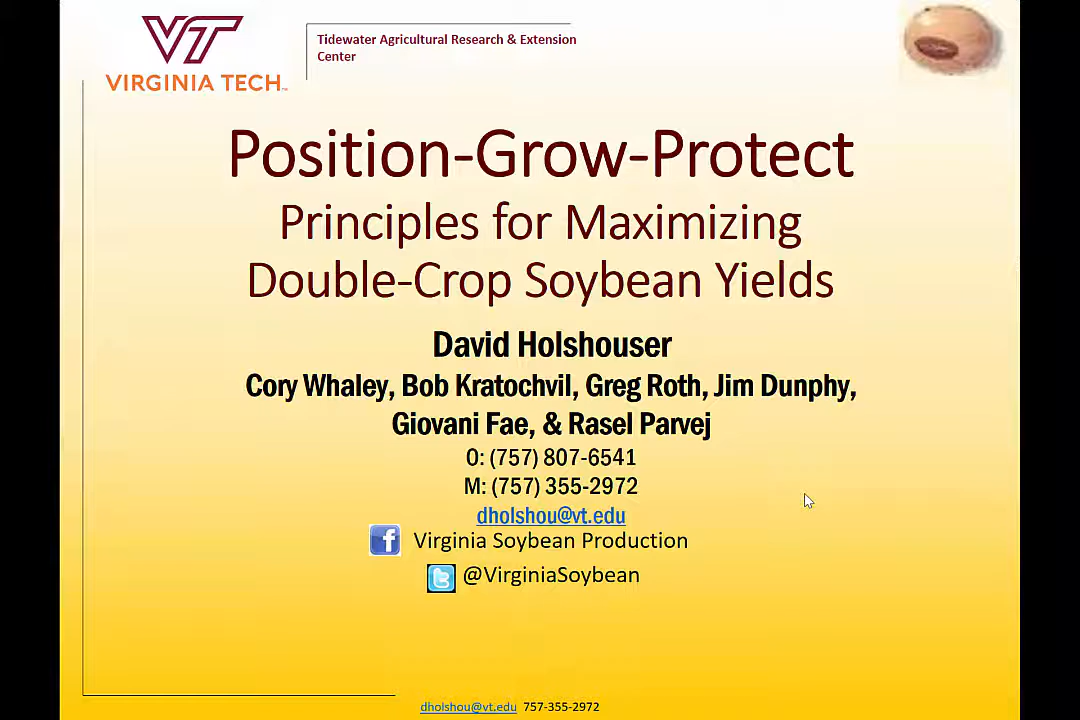 VT
VIRGINIA TECH™
Tidewater Agricultural Research & Extension
Center
Position-Grow-Protect
Principles for Maximizing
Double-Crop Soybean Yields
David Holshouser
Cory Whaley, Bob Kratochvil, Greg Roth, Jim Dunphy,
Giovani Fae, & Rasel Parvej
O: (757) 807-6541
M: (757) 355-2972
dholshou@vt.edu
f Virginia Soybean Production
t @VirginiaSoybean
dholshou@vt.edu 757-355-2972